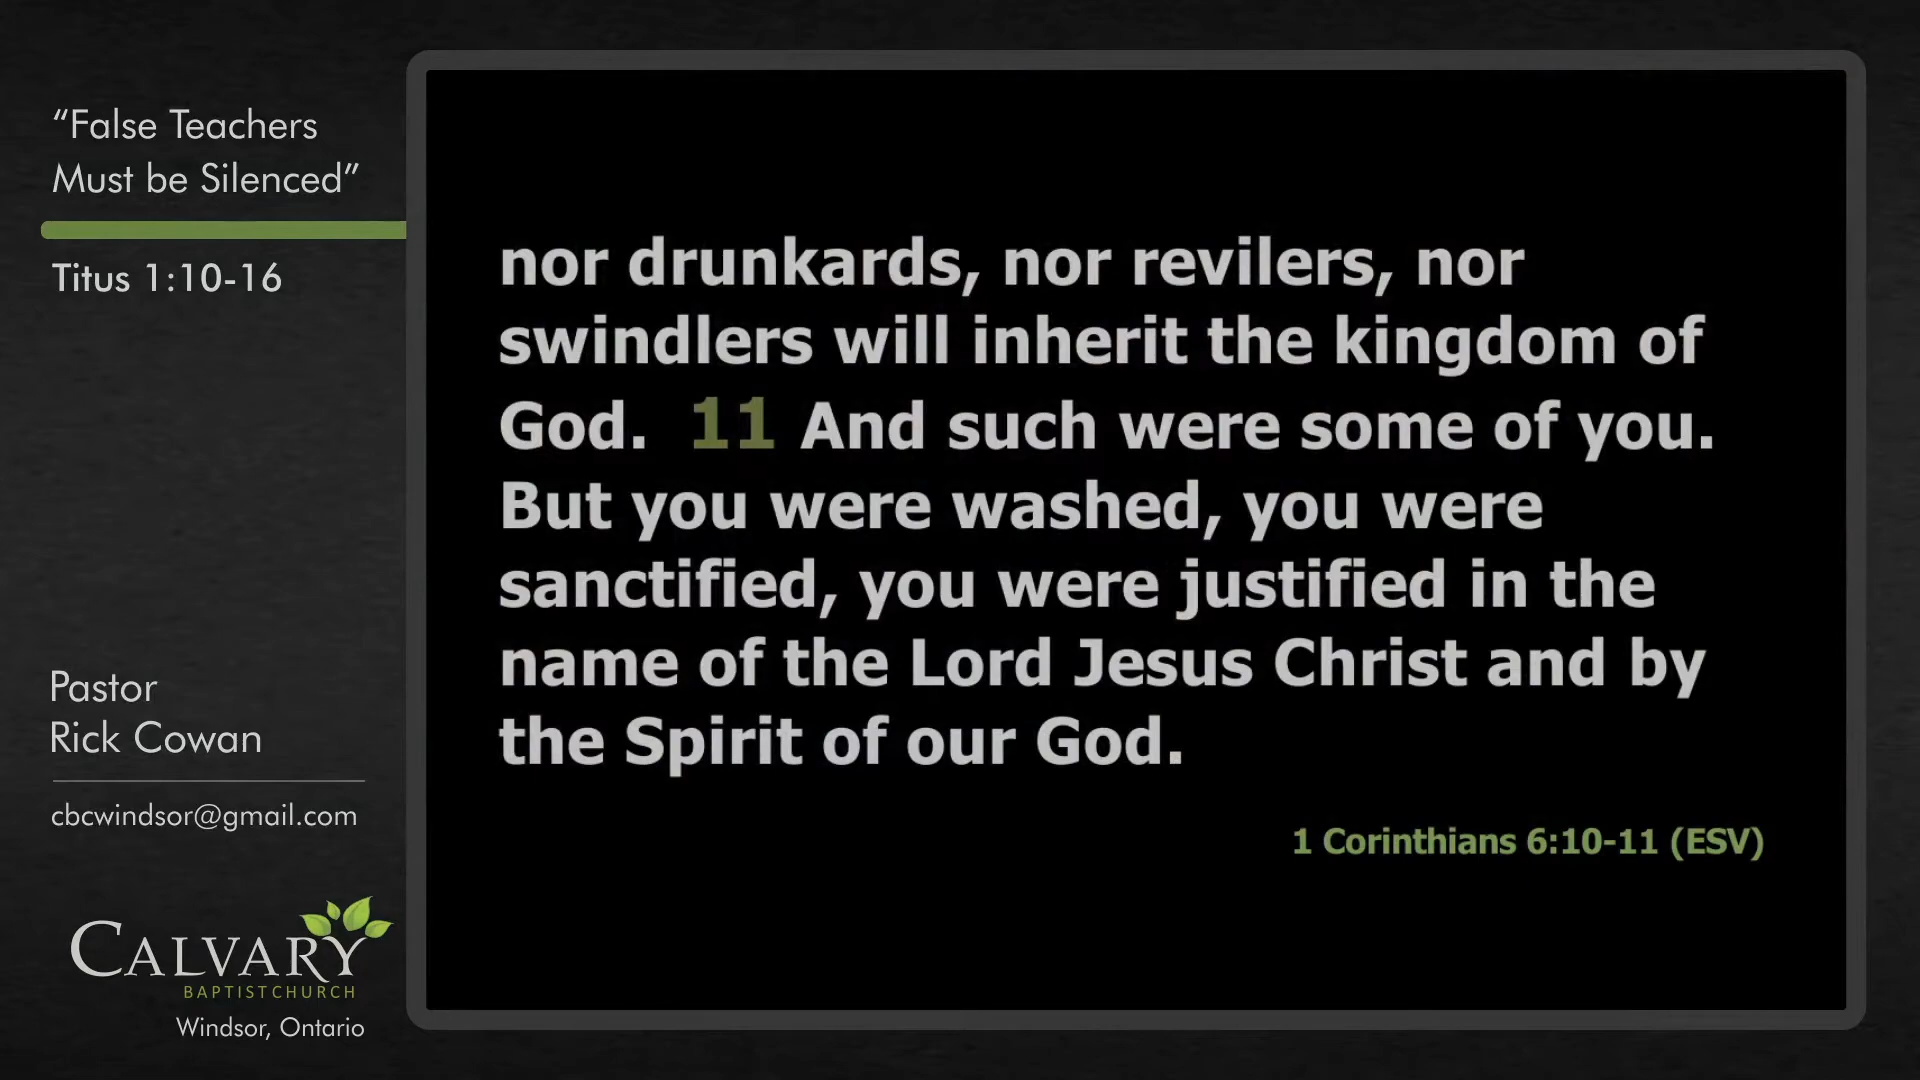 “False Teachers
Must be Silenced”
Titus 1:10-16
Pastor
Rick Cowan
cbcwindsor@gmail.com
CALVARY
BAPTISTCHURCH
Windsor, Ontario
nor drunkards, nor revilers, nor
swindlers will inherit the kingdom of
God. 11 And such were some of you.
But you were washed, you were
sanctified, you were justified in the
name of the Lord Jesus Christ and by
the Spirit of our God.
1 Corinthians 6:10-11 (ESV)